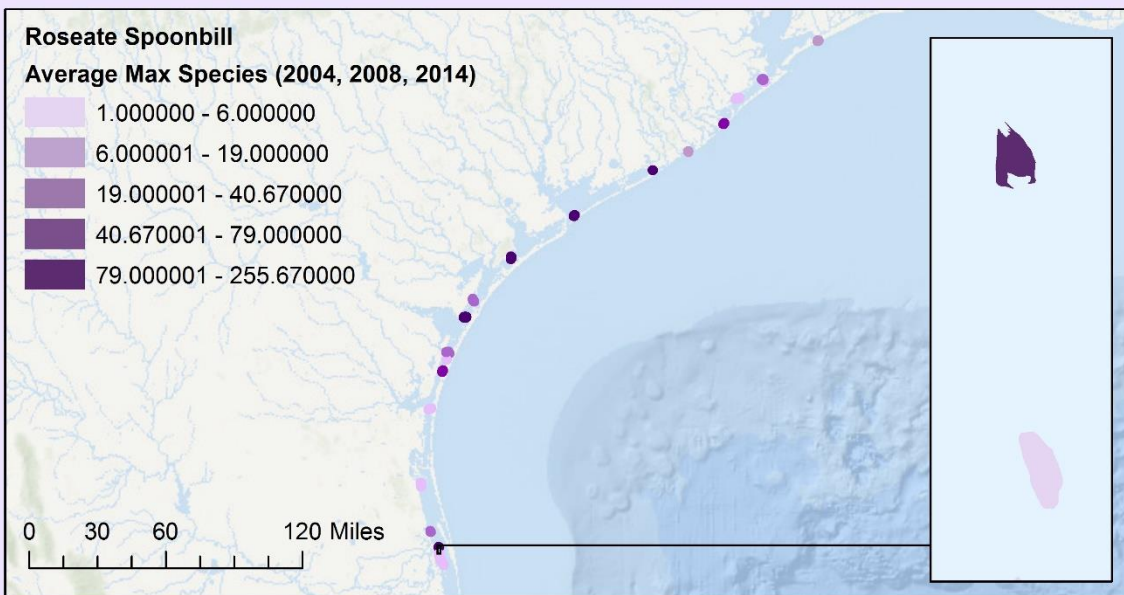 Roseate Spoonbill
Average Max Species (2004, 2008, 2014)
1.000000 - 6.000000
6.000001 - 19.000000
19.000001 - 40.670000
40.670001 - 79.000000
79.000001 - 255.670000
0 30 60 120 Miles